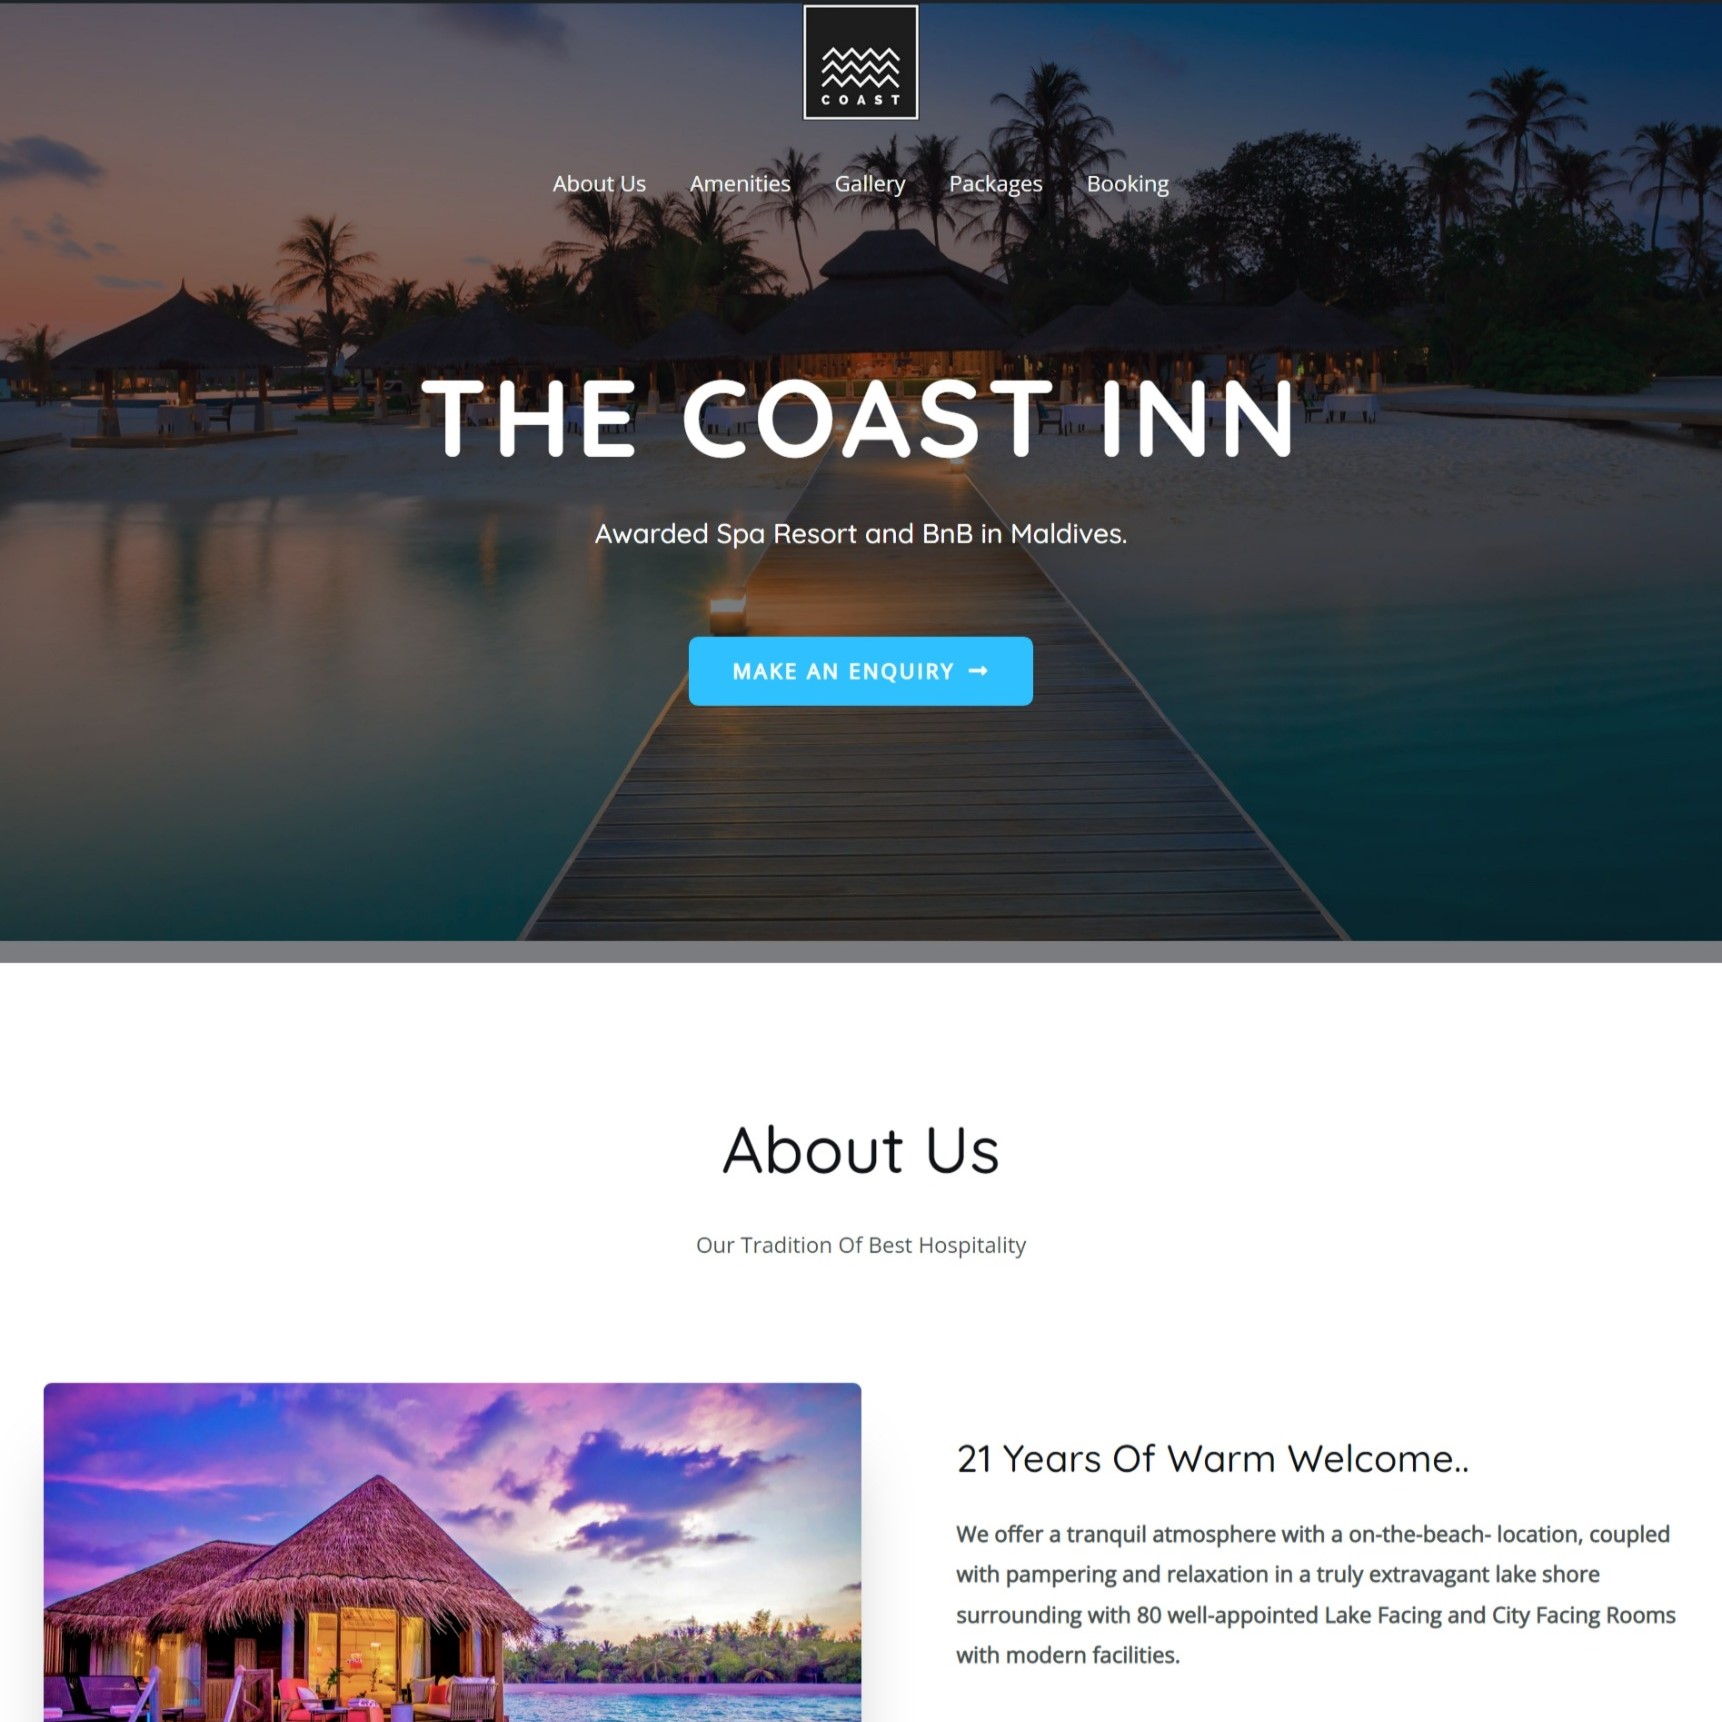 COAST
About Us Amenities Gallery Packages Booking
THE COAST INN
Awarded Spa Resort and BnB in Maldives.
MAKE AN ENQUIRY →
About Us
Our Tradition Of Best Hospitality
21 Years Of Warm Welcome..
We offer a tranquil atmosphere with a on-the-beach- location, coupled
with pampering and relaxation in a truly extravagant lake shore
surrounding with 80 well-appointed Lake Facing and City Facing Rooms
with modern facilities.